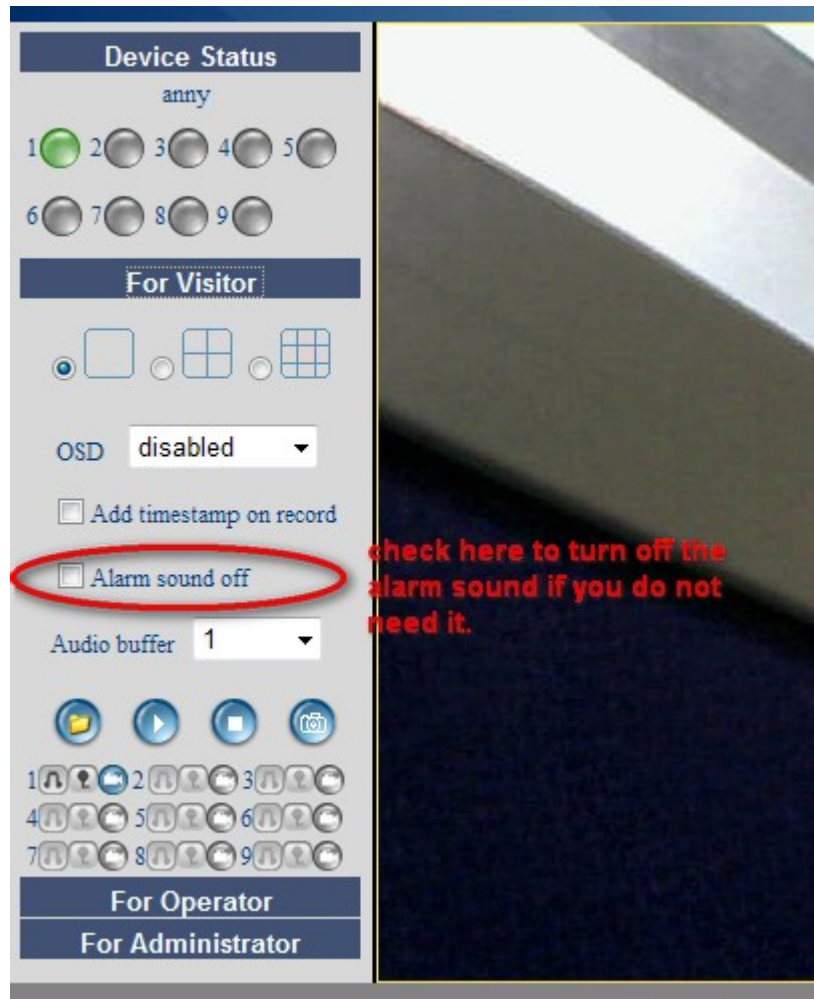 Device Status
anny
1 2 3 4 5
6 7 8 9
For Visitor
OSD disabled
Add timestamp on record
Alarm sound off
check here to turn off the
alarm sound if you do not
need it.
Audio buffer 1
1 2 3
4 5 6
7 8 9
For Operator
For Administrator